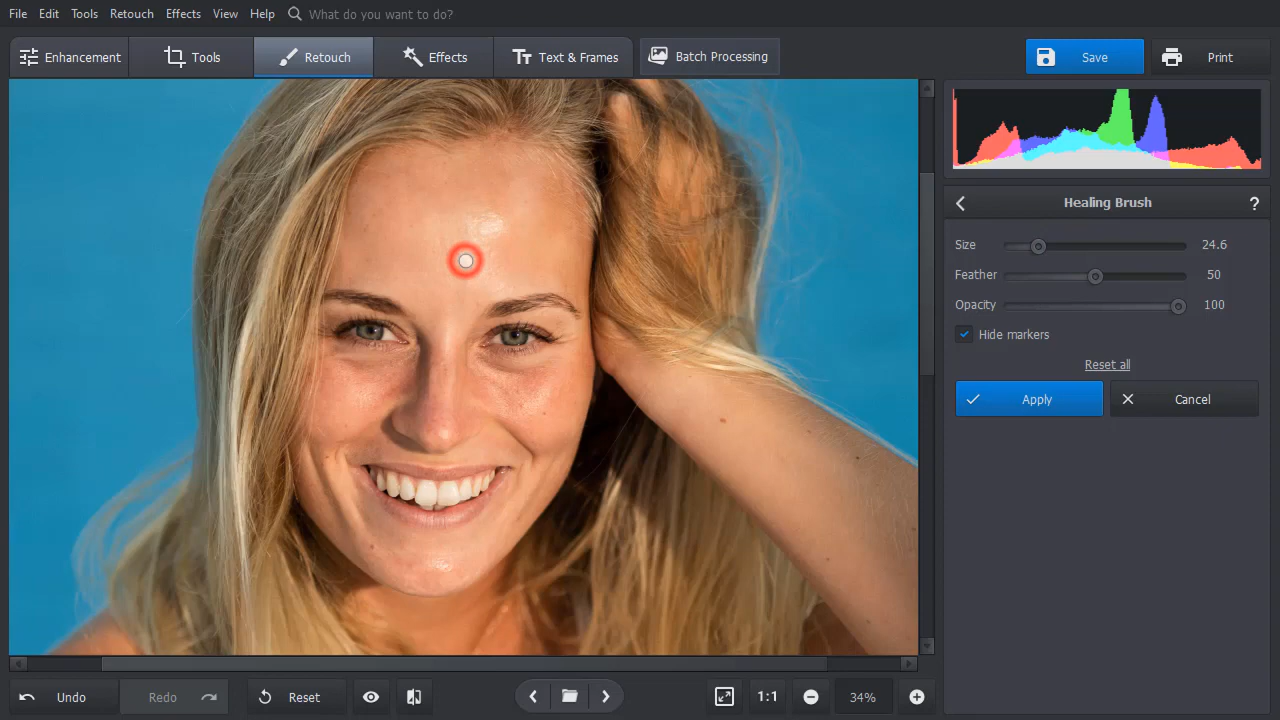 File Edit Tools Retouch Effects View Help What do you want to do?
Enhancement Tools Retouch Effects Text & Frames Batch Processing Save Print
Healing Brush ?
Size 24.6
Feather 50
Opacity 100
Hide markers
Reset all
Apply Cancel
Undo Redo Reset 1:1 34%